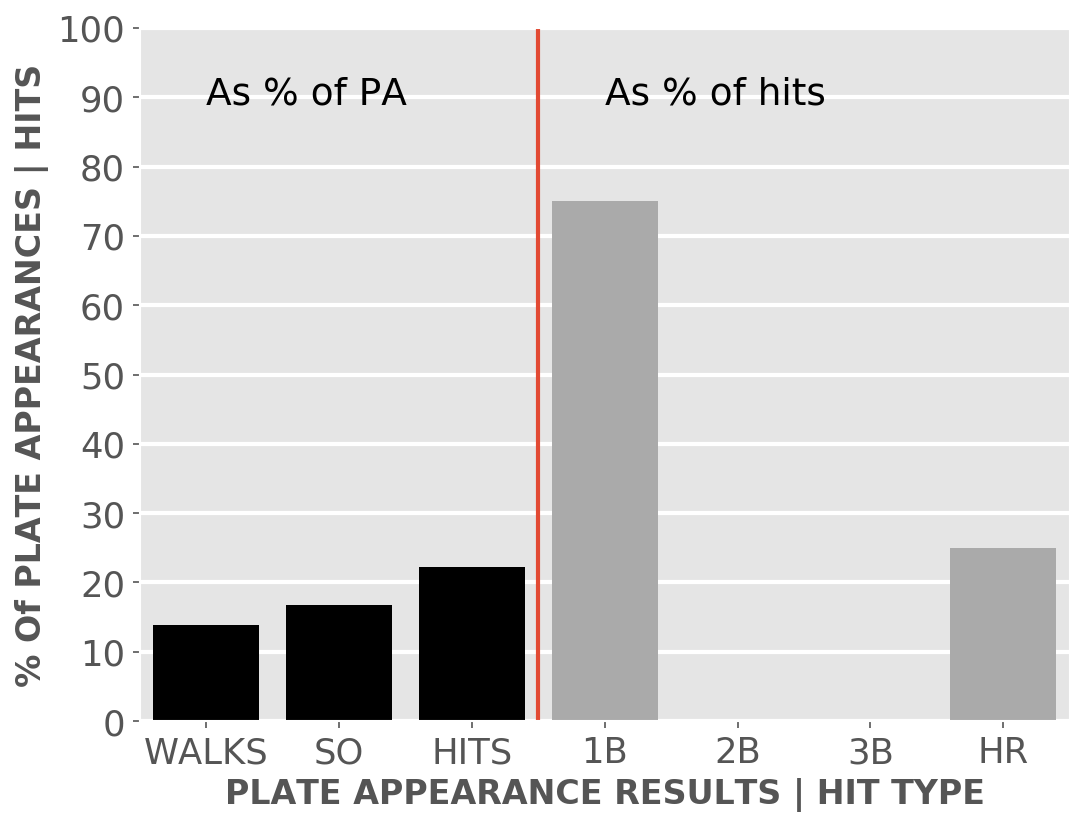 % Of PLATE APPEARANCES | HITS
100
90
80
70
60
50
40
30
20
10
0
As % of PA
As % of hits
WALKS SO HITS 1B 2B 3B HR
PLATE APPEARANCE RESULTS | HIT TYPE